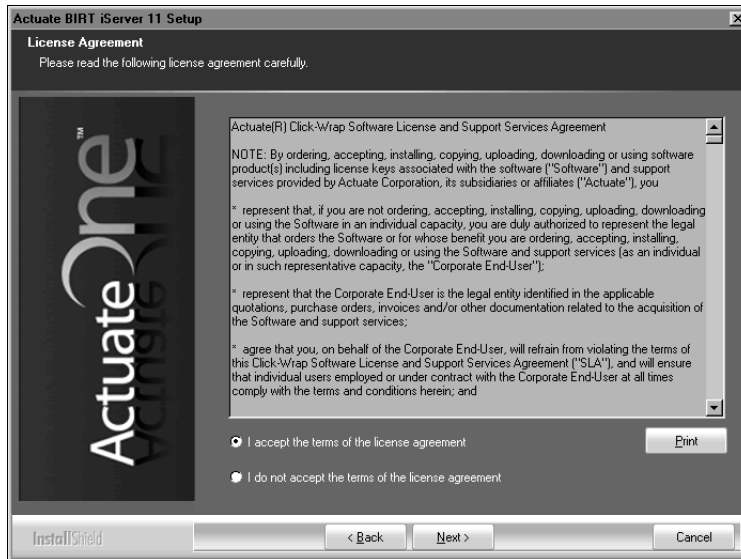 Actuate BIRT iServer 11 Setup
License Agreement
Please read the following license agreement carefully.
ActuateOne™
Actuate(R) Click-Wrap Software License and Support Services Agreement
NOTE: By ordering, accepting, installing, copying, uploading, downloading or using software
product(s) including license keys associated with the software ("Software") and support
services provided by Actuate Corporation, its subsidiaries or affiliates ("Actuate"), you
* represent that, if you are not ordering, accepting, installing, copying, uploading, downloading
or using the Software in an individual capacity, you are duly authorized to represent the legal
entity that orders the Software or for whose benefit you are ordering, accepting, installing,
copying, uploading, downloading or using the Software and support services (as an individual
or in such representative capacity, the "Corporate End-User");
* represent that the Corporate End-User is the legal entity identified in the applicable
quotations, purchase orders, invoices and/or other documentation related to the acquisition of
the Software and support services;
* agree that you, on behalf of the Corporate End-User, will refrain from violating the terms of
this Click-Wrap Software License and Support Services Agreement ("SLA"), and will ensure
that individual users employed or under contract with the Corporate End-User at all times
comply with the terms and conditions herein; and
I accept the terms of the license agreement
Print
I do not accept the terms of the license agreement
InstallShield
< Back
Next >
Cancel